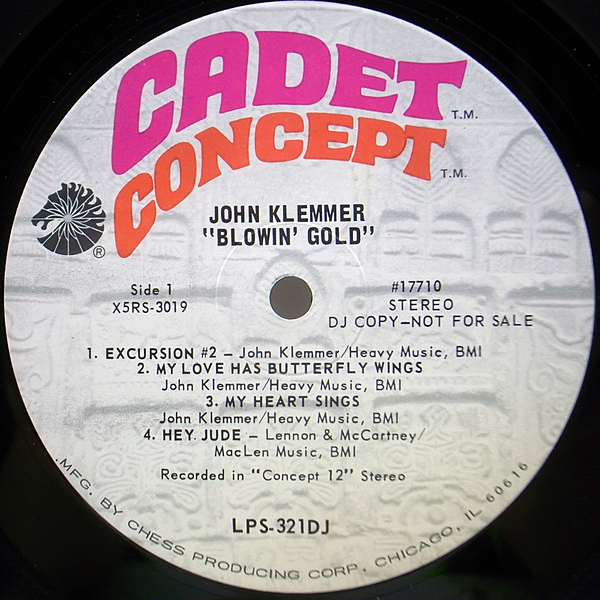 CADET T.M.
CONCEPT T.M.
®
JOHN KLEMMER
"BLOWIN' GOLD"
Side 1
X5RS-3019
#17710
STEREO
DJ COPY—NOT FOR SALE
1. EXCURSION #2 – John Klemmer/Heavy Music, BMI
2. MY LOVE HAS BUTTERFLY WINGS
John Klemmer/Heavy Music, BMI
3. MY HEART SINGS
John Klemmer/Heavy Music, BMI
4. HEY JUDE – Lennon & McCartney/
MacLen Music, BMI
Recorded in "Concept 12" Stereo
LPS-321DJ
.MFG. BY CHESS PRODUCING CORP. CHICAGO, IL 60616